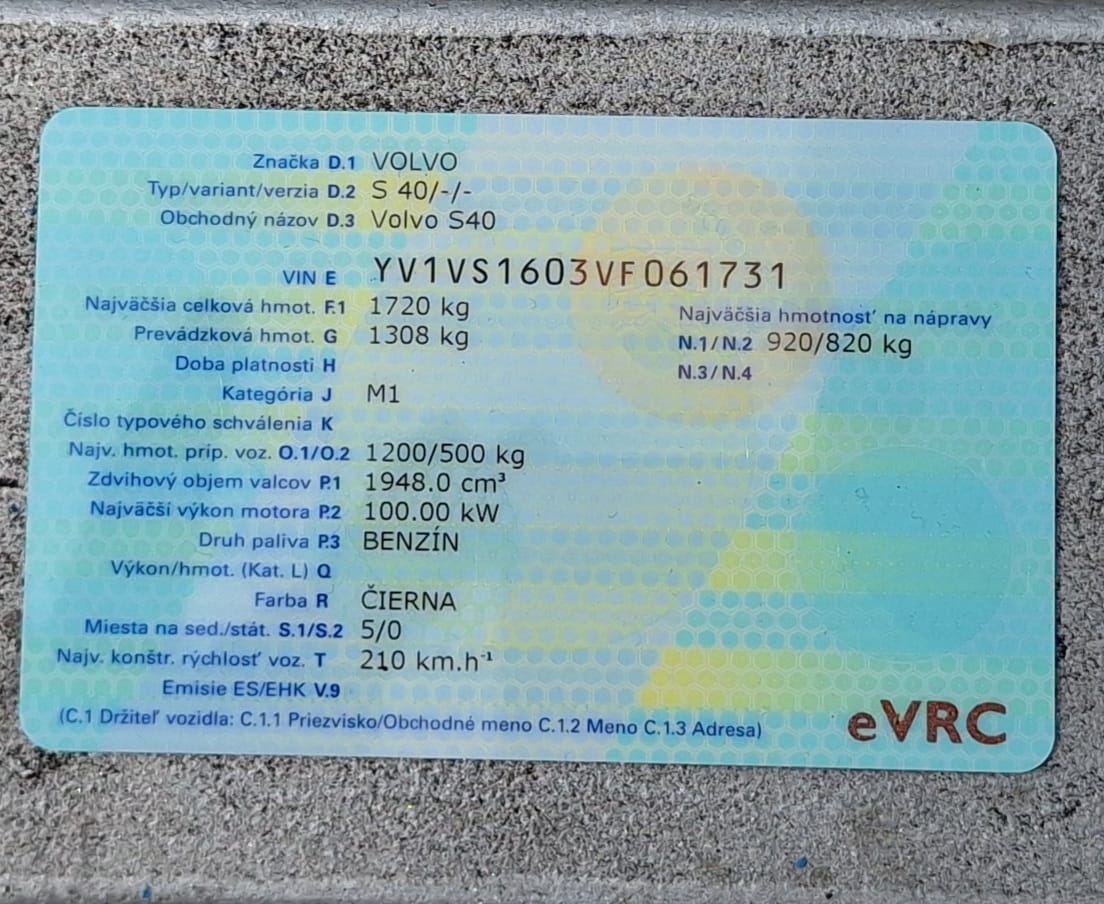 Značka D.1 VOLVO
Typ/variant/verzia D.2 S 40/-/-
Obchodný názov D.3 Volvo S40
VIN E YV1VS1603VF061731
Najväčšia celková hmot. F.1 1720 kg
Najväčšia hmotnosť na nápravy
Prevádzková hmot. G 1308 kg
N.1/N.2 920/820 kg
Doba platnosti H
N.3/N.4
Kategória J M1
Číslo typového schválenia K
Najv. hmot. príp. voz. O.1/O.2 1200/500 kg
Zdvihový objem valcov P.1 1948.0 cm³
Najväčší výkon motora P.2 100.00 kW
Druh paliva P.3 BENZÍN
Výkon/hmot. (Kat. L) Q
Farba R ČIERNA
Miesta na sed./stát. S.1/S.2 5/0
Najv. konštr. rýchlosť voz. T 210 km.h⁻¹
Emisie ES/EHK V.9
(C.1 Držiteľ vozidla: C.1.1 Priezvisko/Obchodné meno C.1.2 Meno C.1.3 Adresa)
eVRC